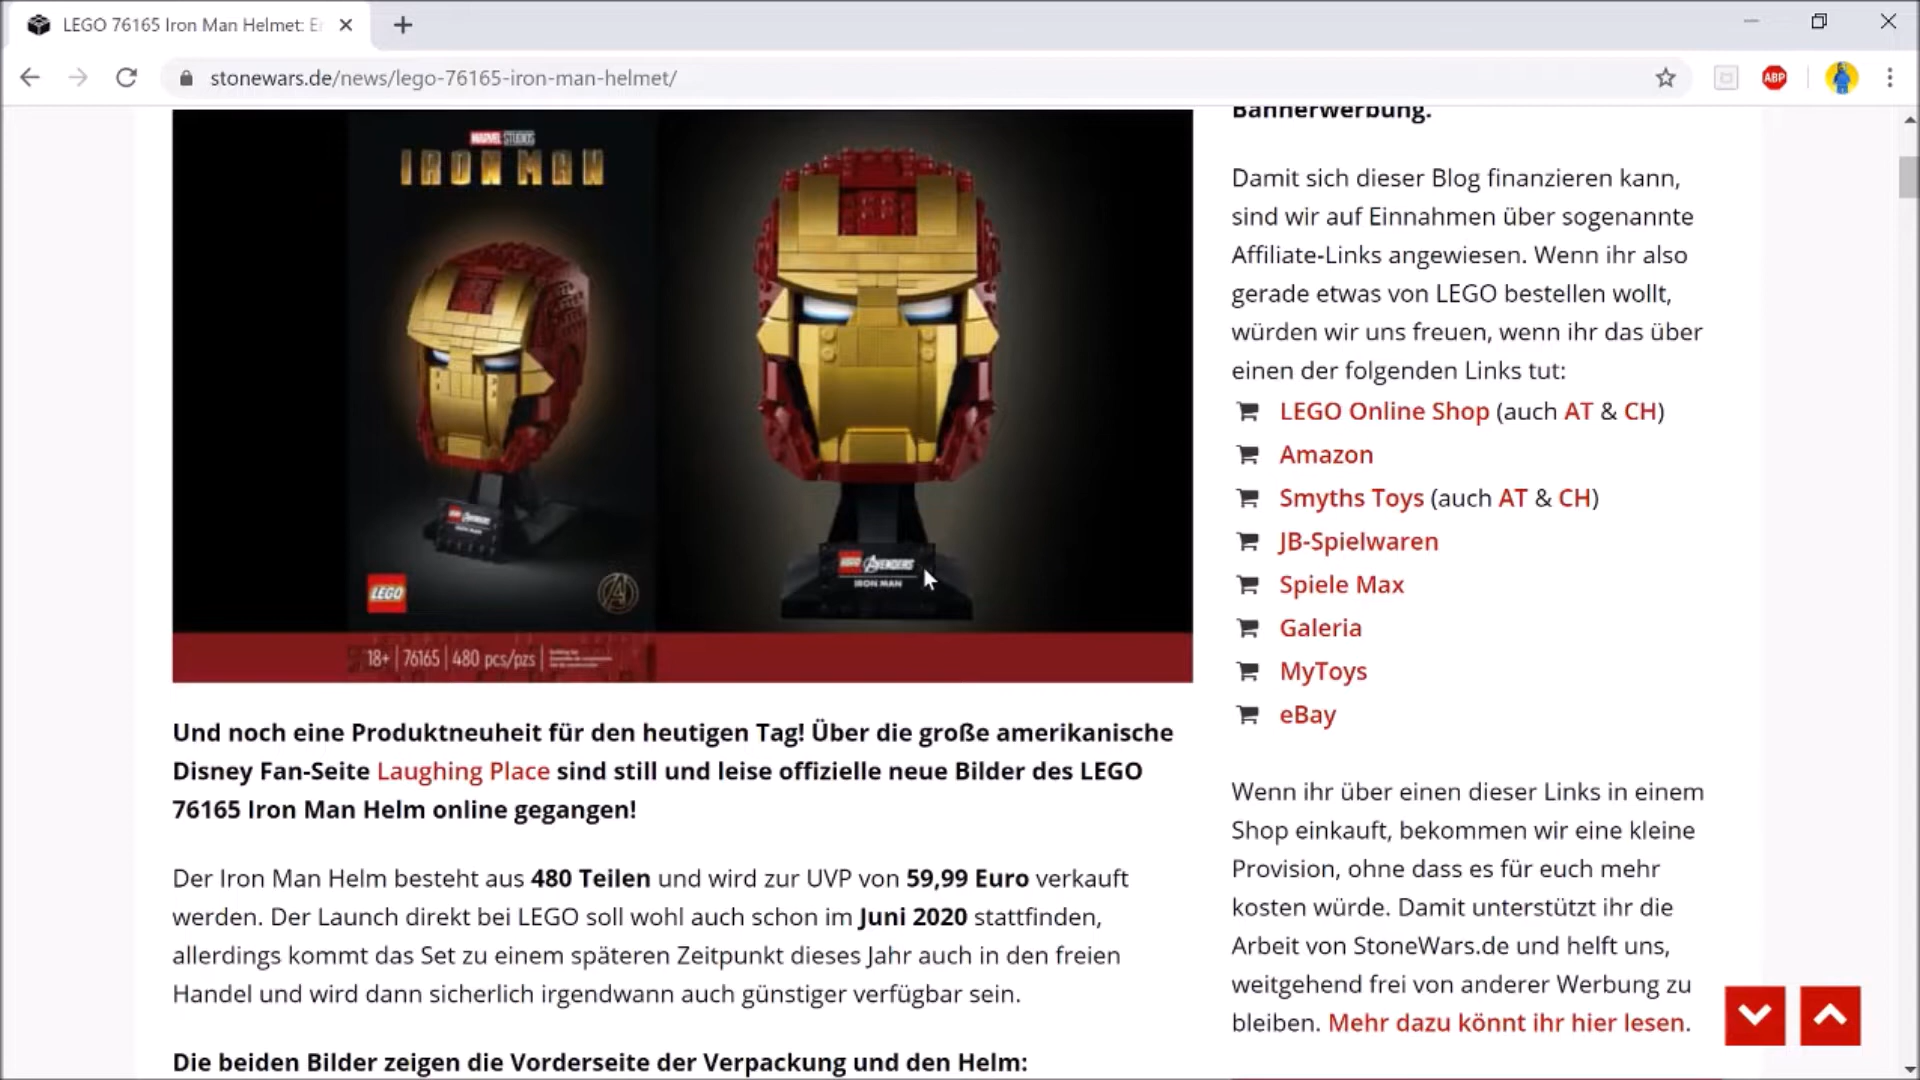 LEGO 76165 Iron Man Helmet: Er
stonewars.de/news/lego-76165-iron-man-helmet/
ABP
MARVEL STUDIOS
IRON MAN
LEGO AVENGERS
LEGO
18+ | 76165 | 480 pcs/pzs
LEGO AVENGERS
IRON MAN
Und noch eine Produktneuheit für den heutigen Tag! Über die große amerikanische
Disney Fan-Seite Laughing Place sind still und leise offizielle neue Bilder des LEGO
76165 Iron Man Helm online gegangen!
Der Iron Man Helm besteht aus 480 Teilen und wird zur UVP von 59,99 Euro verkauft
werden. Der Launch direkt bei LEGO soll wohl auch schon im Juni 2020 stattfinden,
allerdings kommt das Set zu einem späteren Zeitpunkt dieses Jahr auch in den freien
Handel und wird dann sicherlich irgendwann auch günstiger verfügbar sein.
Die beiden Bilder zeigen die Vorderseite der Verpackung und den Helm:
Bannerwerbung.
Damit sich dieser Blog finanzieren kann,
sind wir auf Einnahmen über sogenannte
Affiliate-Links angewiesen. Wenn ihr also
gerade etwas von LEGO bestellen wollt,
würden wir uns freuen, wenn ihr das über
einen der folgenden Links tut:
LEGO Online Shop (auch AT & CH)
Amazon
Smyths Toys (auch AT & CH)
JB-Spielwaren
Spiele Max
Galeria
MyToys
eBay
Wenn ihr über einen dieser Links in einem
Shop einkauft, bekommen wir eine kleine
Provision, ohne dass es für euch mehr
kosten würde. Damit unterstützt ihr die
Arbeit von StoneWars.de und helft uns,
weitgehend frei von anderer Werbung zu
bleiben. Mehr dazu könnt ihr hier lesen.